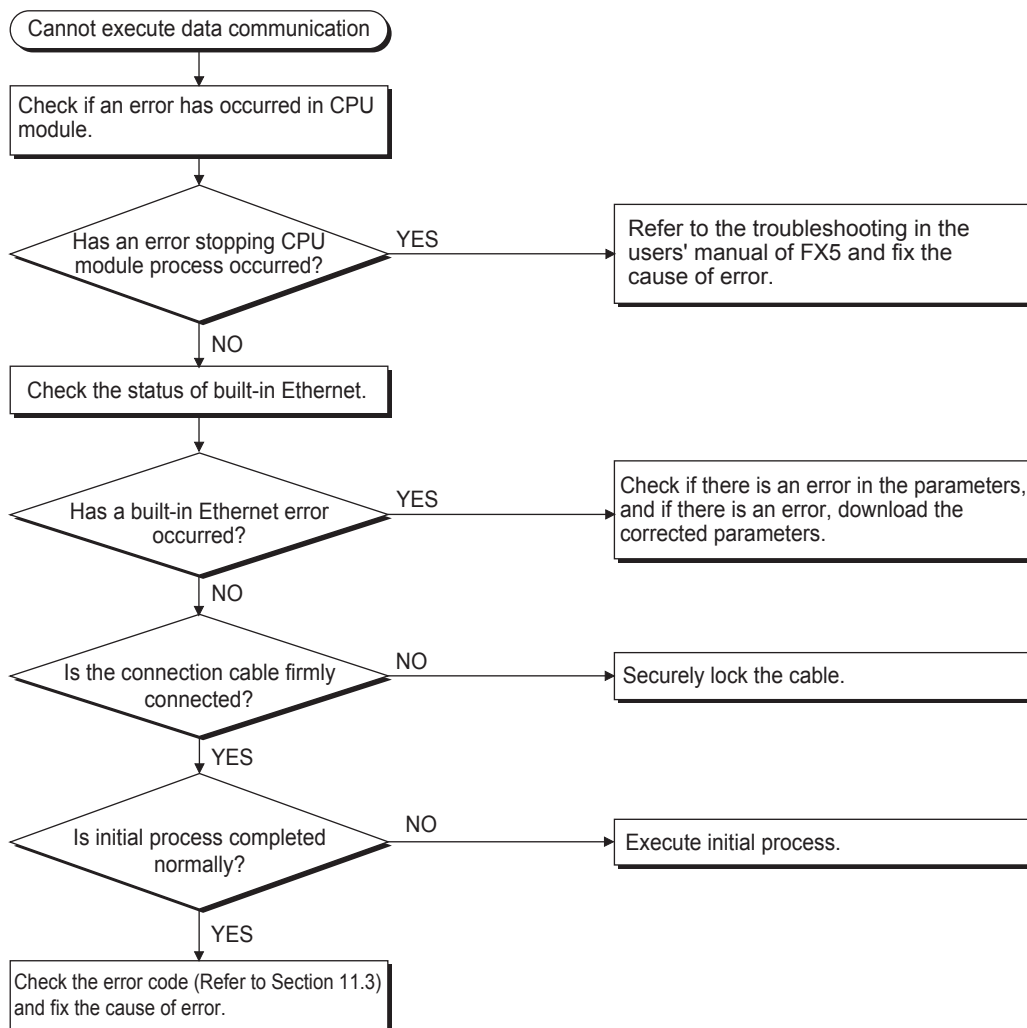 Cannot execute data communication
Check if an error has occurred in CPU
module.
Has an error stopping CPU
module process occurred?
YES
Refer to the troubleshooting in the
users' manual of FX5 and fix the
cause of error.
NO
Check the status of built-in Ethernet.
Has a built-in Ethernet error
occurred?
YES
Check if there is an error in the parameters,
and if there is an error, download the
corrected parameters.
NO
Is the connection cable firmly
connected?
NO
Securely lock the cable.
YES
Is initial process completed
normally?
NO
Execute initial process.
YES
Check the error code (Refer to Section 11.3)
and fix the cause of error.